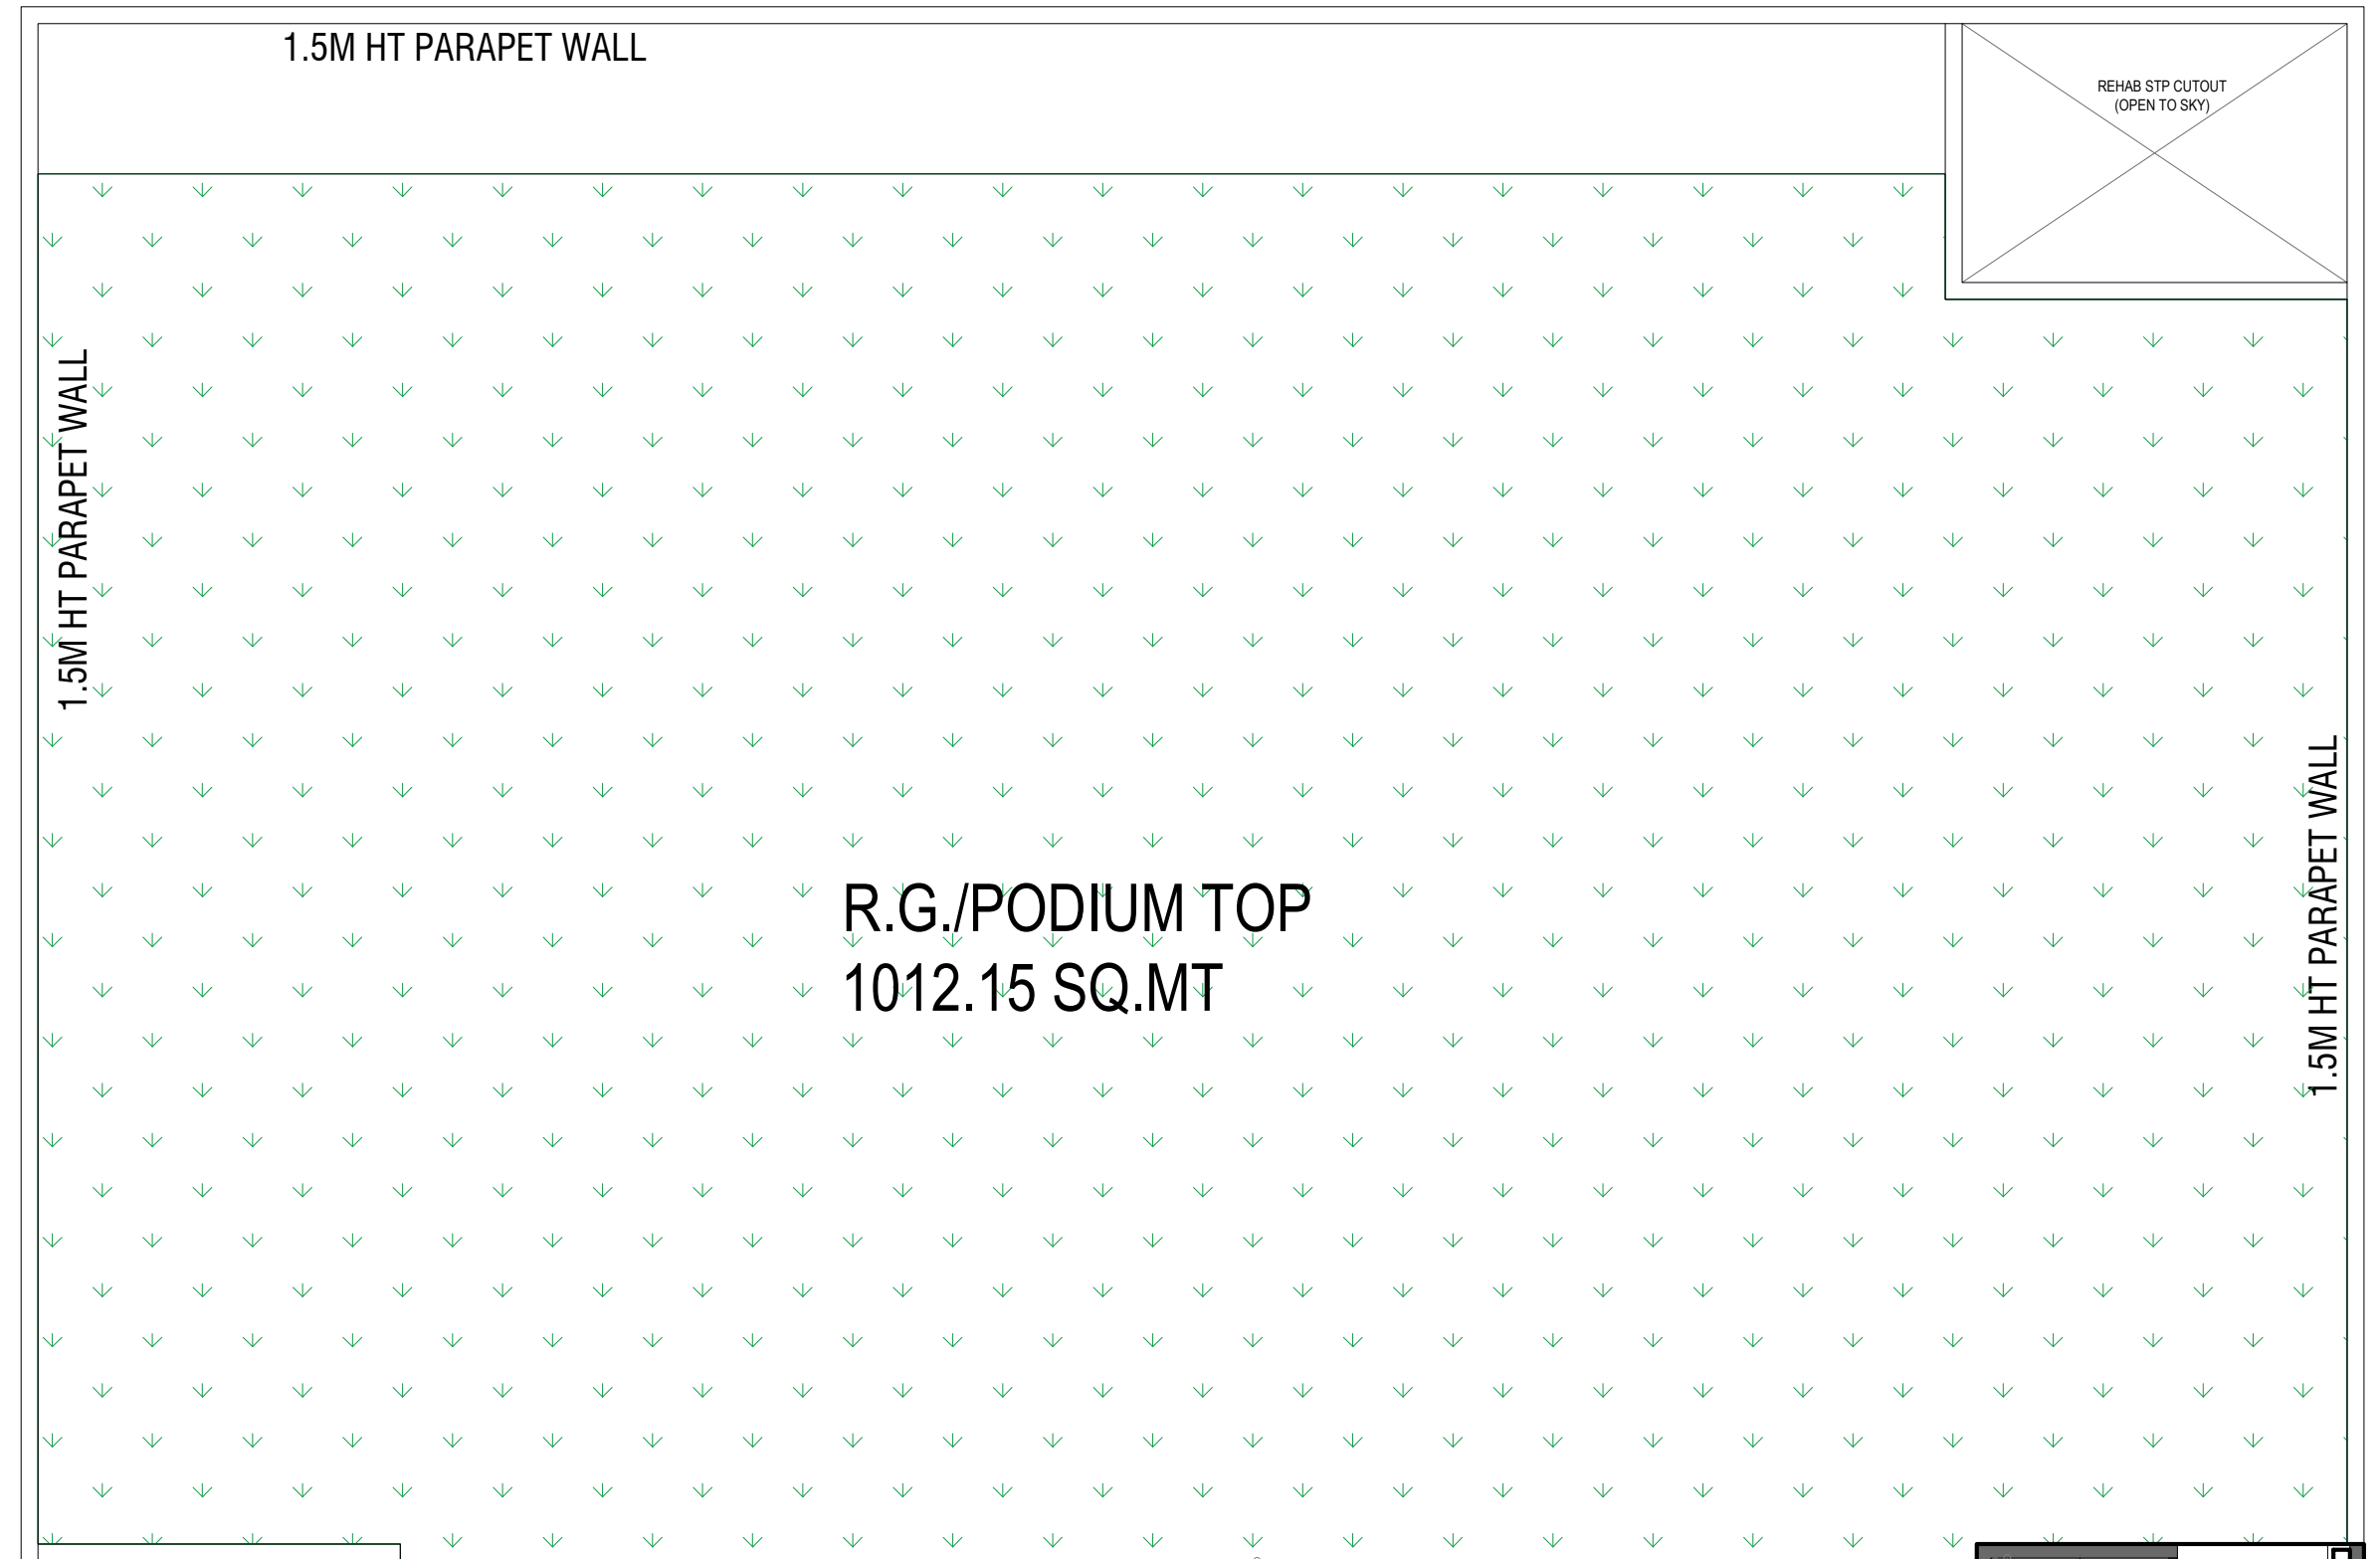 1.5M HT PARAPET WALL
REHAB STP CUTOUT
(OPEN TO SKY)
1.5M HT PARAPET WALL
R.G./PODIUM TOP
1012.15 SQ.MT
1.5M HT PARAPET WALL